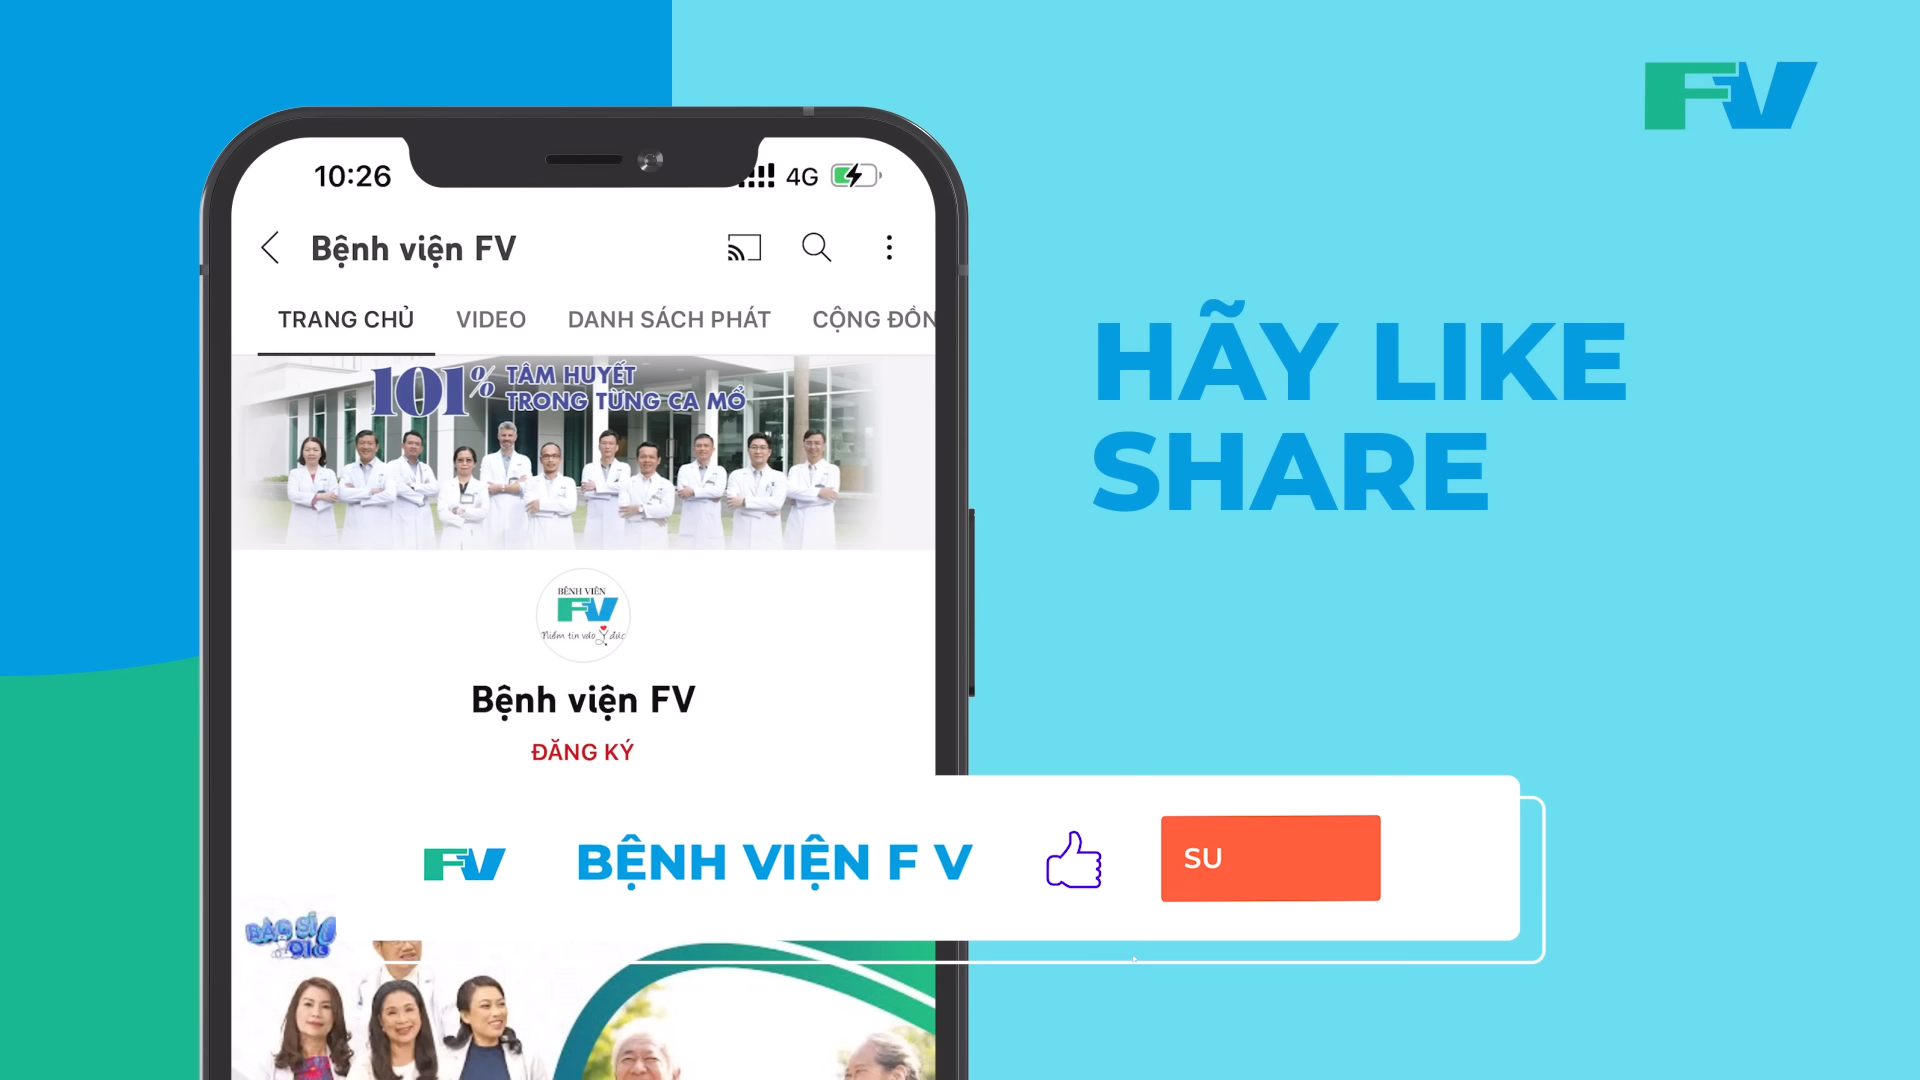 FV
10:26
4G
Bệnh viện FV
TRANG CHỦ VIDEO DANH SÁCH PHÁT CỘNG ĐỒN
101% TÂM HUYẾT
TRONG TỪNG CA MỔ
HÃY LIKE
SHARE
BỆNH VIỆN
FV
Niềm tin vào Y đức
Bệnh viện FV
ĐĂNG KÝ
FV BỆNH VIỆN F V SU
BÁC SĨ